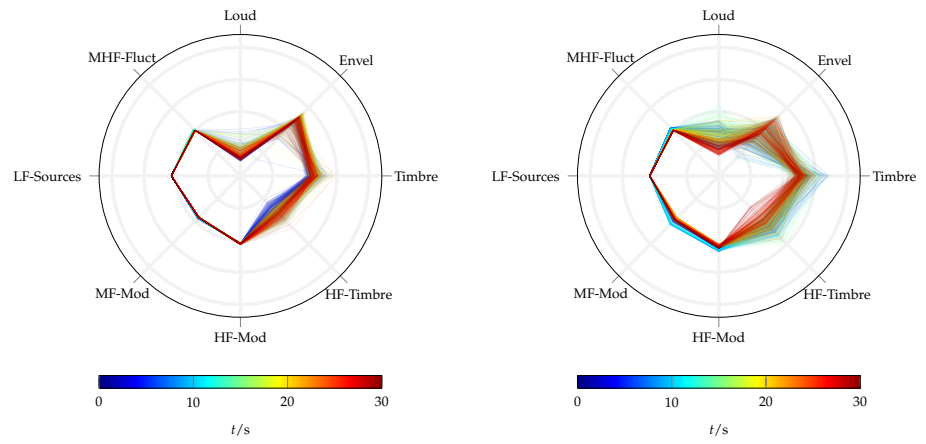 Loud
Loud
MHF-Fluct
Envel
MHF-Fluct
Envel
LF-Sources
Timbre
LF-Sources
Timbre
MF-Mod
HF-Timbre
MF-Mod
HF-Timbre
HF-Mod
HF-Mod
0 10 20 30
0 10 20 30
t/s
t/s